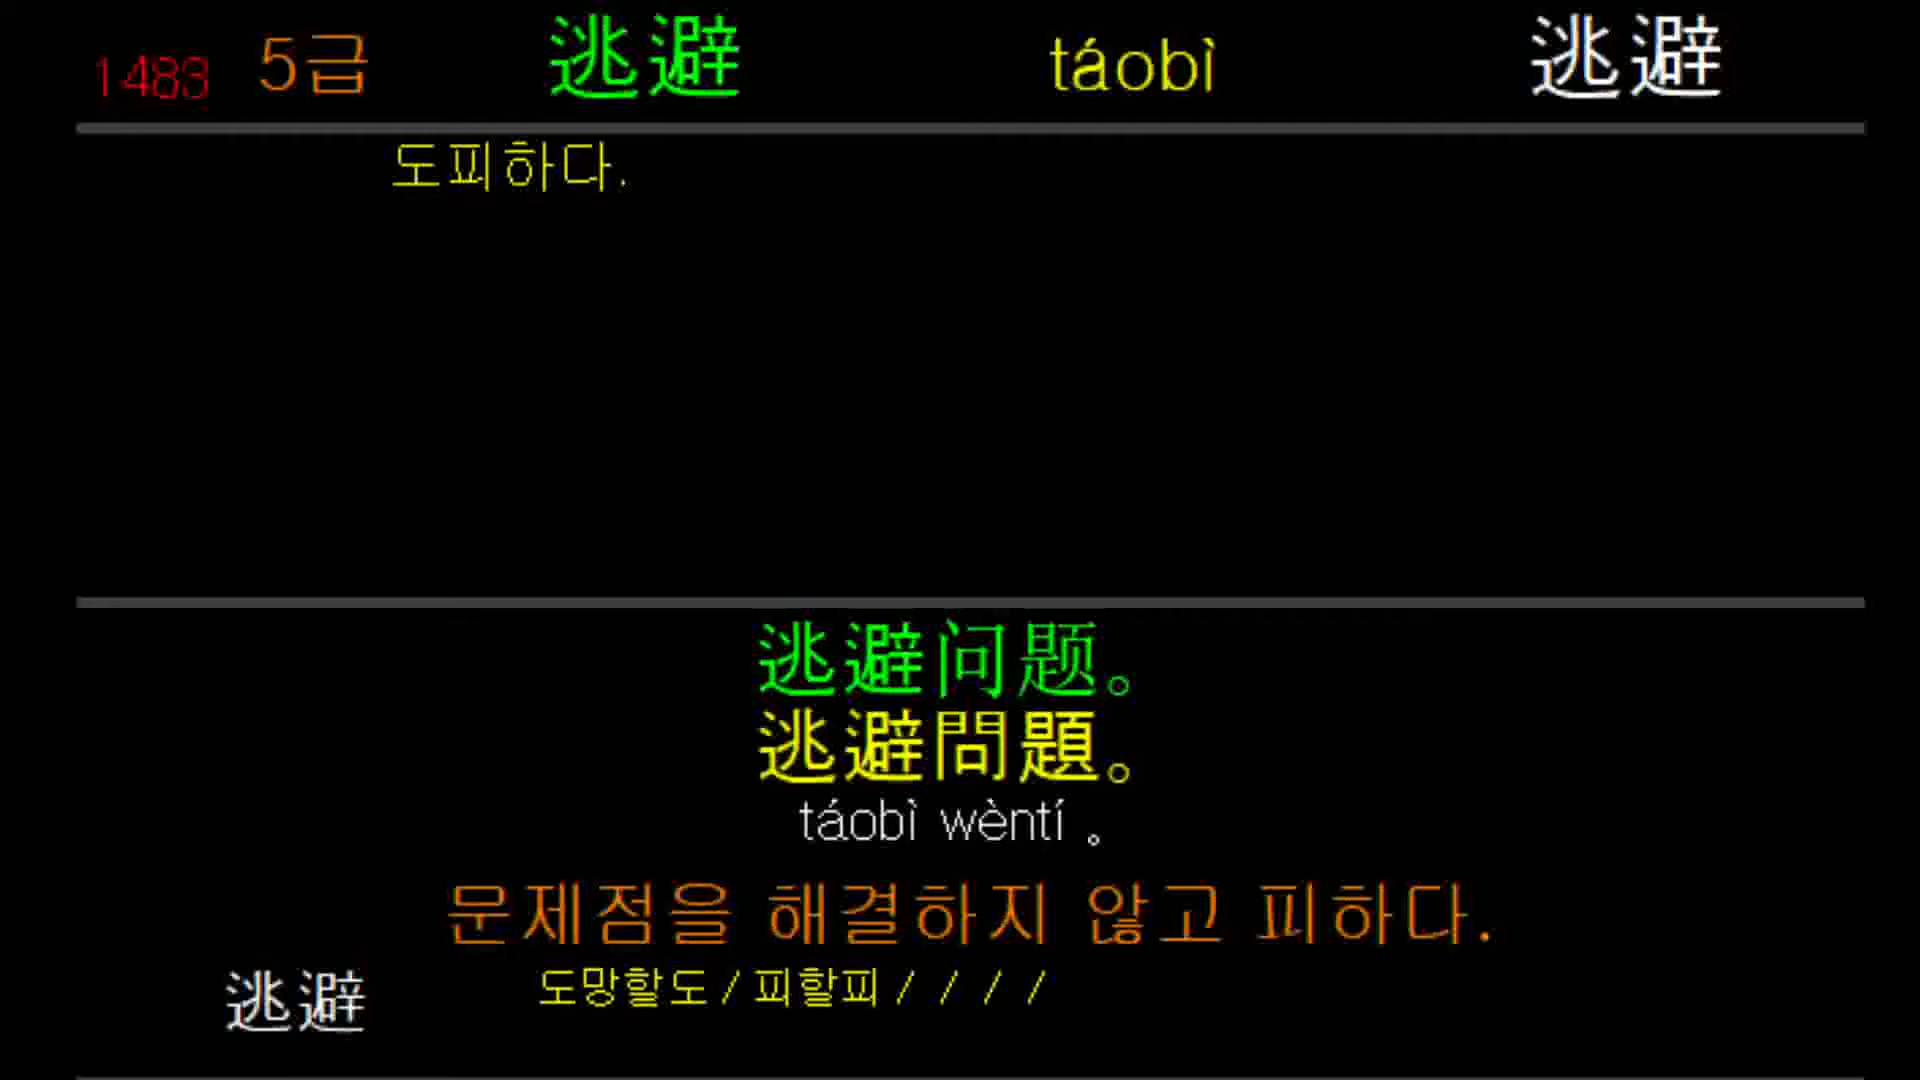 1483 5급 逃避 táobì 逃避
도피하다.
逃避问题。
逃避問題。
táobì wèntí 。
문제점을 해결하지 않고 피하다.
逃避 도망할도/피할피/ / / /